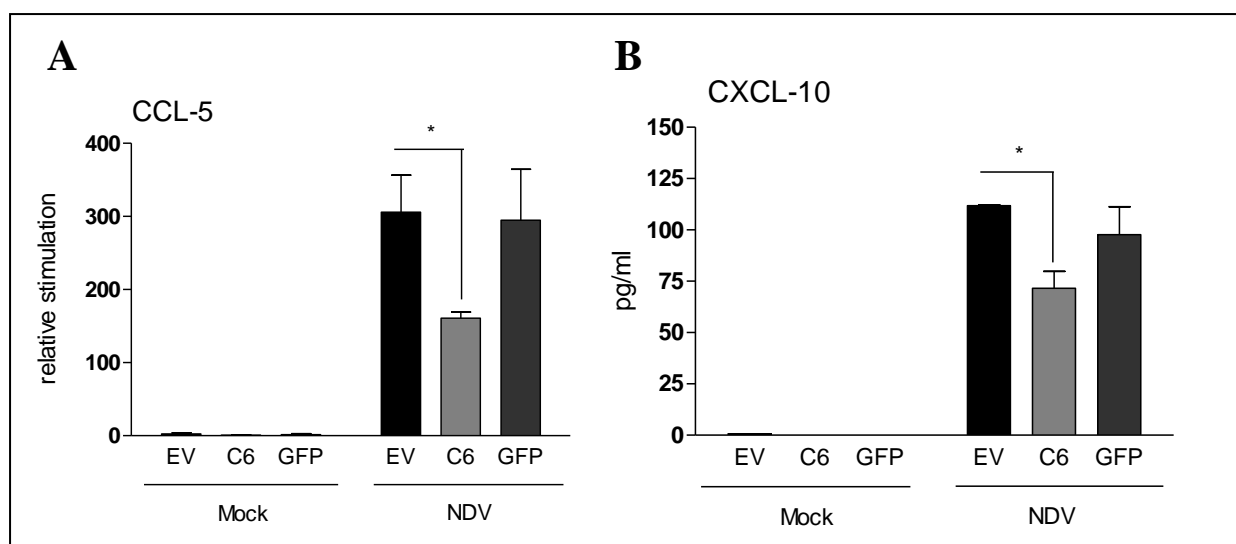 A
CCL-5
relative stimulation
400
300
200
100
0
*
EV C6 GFP EV C6 GFP
Mock NDV
B
CXCL-10
pg/ml
150
125
100
75
50
25
0
*
EV C6 GFP EV C6 GFP
Mock NDV